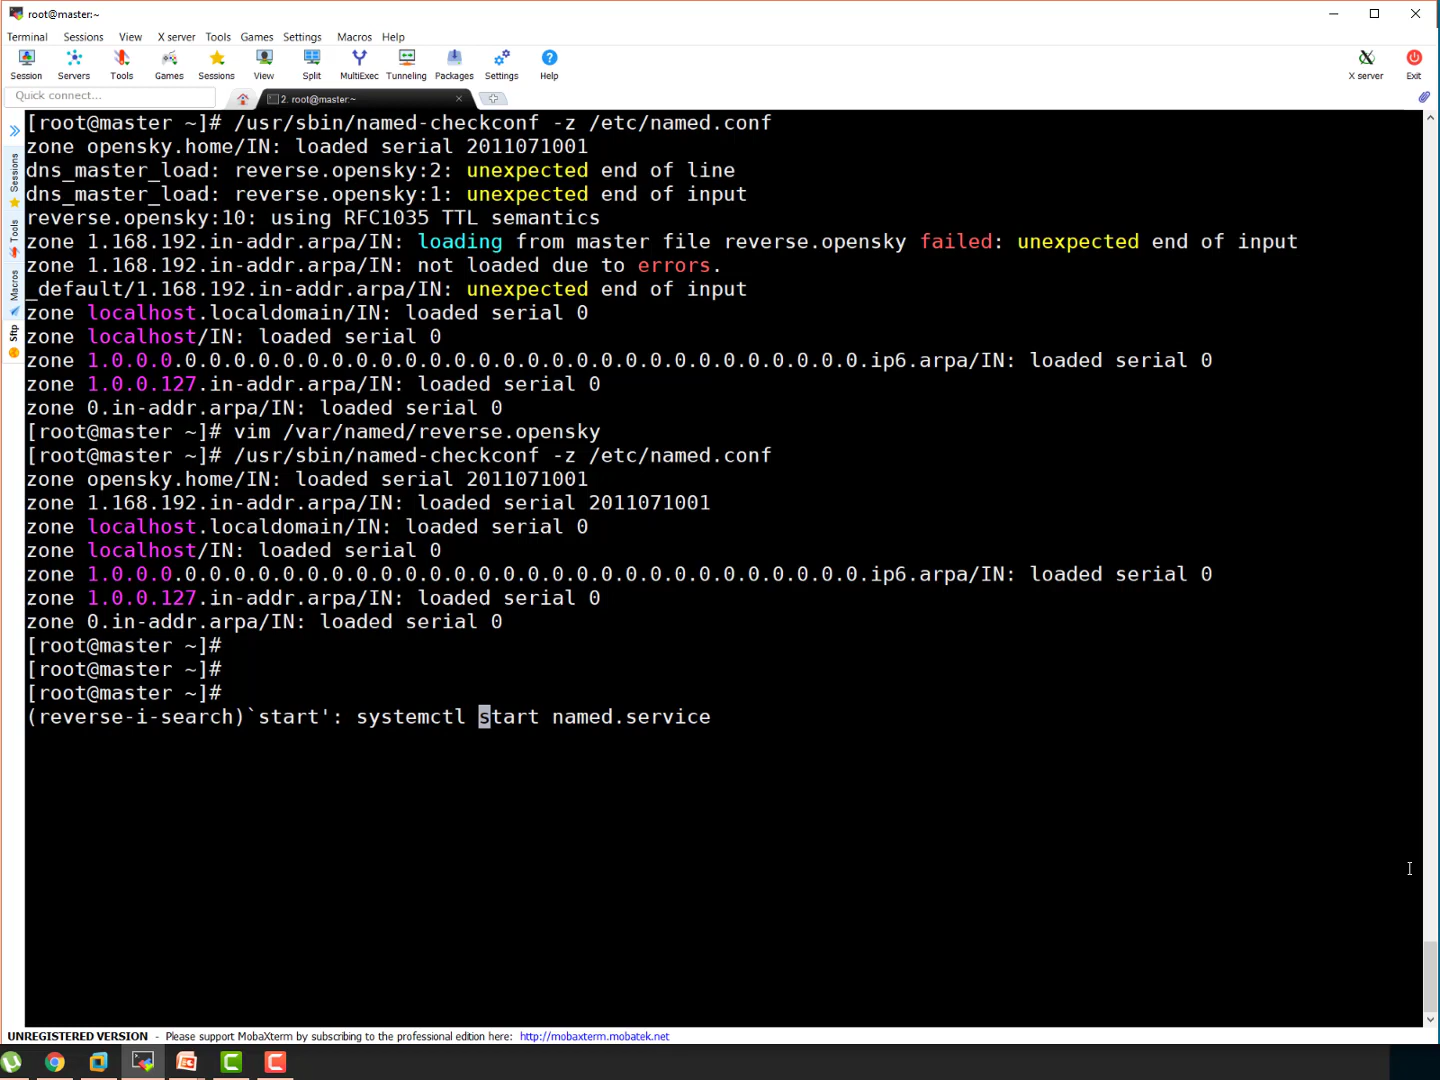 root@master:~
Terminal Sessions View X server Tools Games Settings Macros Help
Session Servers Tools Games Sessions View Split MultiExec Tunneling Packages Settings Help X server Exit
Quick connect...
2. root@master:~
Sessions
Tools
Macros
Sftp
[root@master ~]# /usr/sbin/named-checkconf -z /etc/named.conf
zone opensky.home/IN: loaded serial 2011071001
dns_master_load: reverse.opensky:2: unexpected end of line
dns_master_load: reverse.opensky:1: unexpected end of input
reverse.opensky:10: using RFC1035 TTL semantics
zone 1.168.192.in-addr.arpa/IN: loading from master file reverse.opensky failed: unexpected end of input
zone 1.168.192.in-addr.arpa/IN: not loaded due to errors.
_default/1.168.192.in-addr.arpa/IN: unexpected end of input
zone localhost.localdomain/IN: loaded serial 0
zone localhost/IN: loaded serial 0
zone 1.0.0.0.0.0.0.0.0.0.0.0.0.0.0.0.0.0.0.0.0.0.0.0.0.0.0.0.0.0.0.0.ip6.arpa/IN: loaded serial 0
zone 1.0.0.127.in-addr.arpa/IN: loaded serial 0
zone 0.in-addr.arpa/IN: loaded serial 0
[root@master ~]# vim /var/named/reverse.opensky
[root@master ~]# /usr/sbin/named-checkconf -z /etc/named.conf
zone opensky.home/IN: loaded serial 2011071001
zone 1.168.192.in-addr.arpa/IN: loaded serial 2011071001
zone localhost.localdomain/IN: loaded serial 0
zone localhost/IN: loaded serial 0
zone 1.0.0.0.0.0.0.0.0.0.0.0.0.0.0.0.0.0.0.0.0.0.0.0.0.0.0.0.0.0.0.0.ip6.arpa/IN: loaded serial 0
zone 1.0.0.127.in-addr.arpa/IN: loaded serial 0
zone 0.in-addr.arpa/IN: loaded serial 0
[root@master ~]#
[root@master ~]#
[root@master ~]#
(reverse-i-search)`start': systemctl start named.service
UNREGISTERED VERSION - Please support MobaXterm by subscribing to the professional edition here: http://mobaxterm.mobatek.net